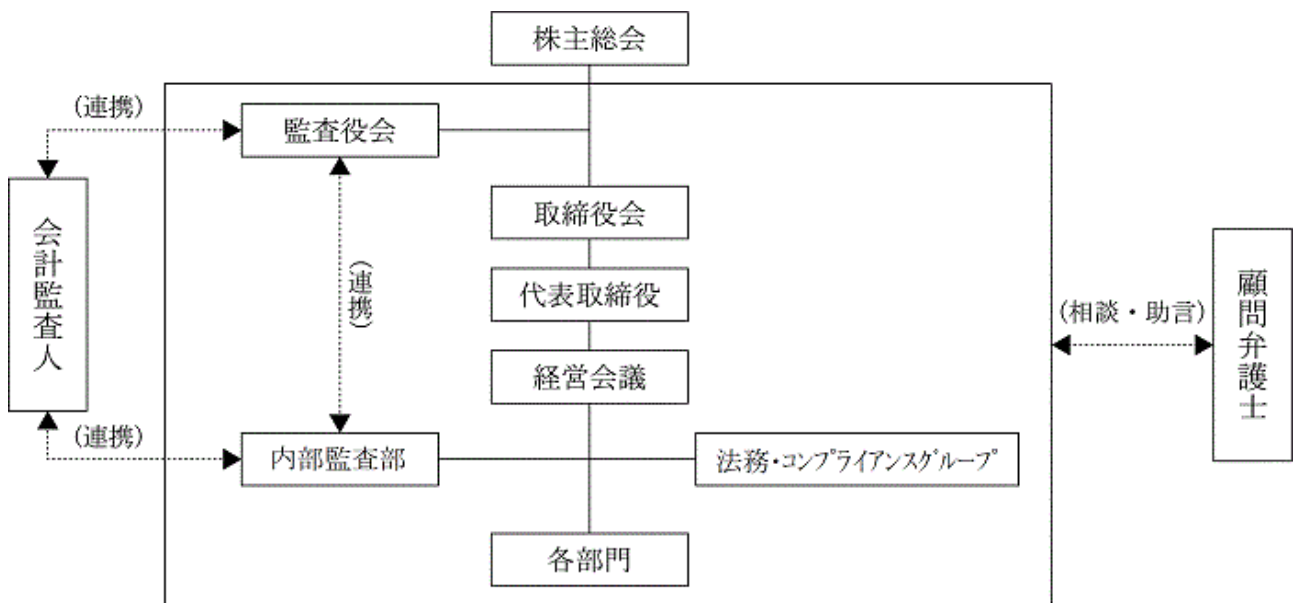 株主総会
(連携)
監査役会
取締役会
会計監査人
(連携)
代表取締役
(相談・助言)
顧問弁護士
経営会議
(連携)
内部監査部
法務・コンプライアンスグループ
各部門